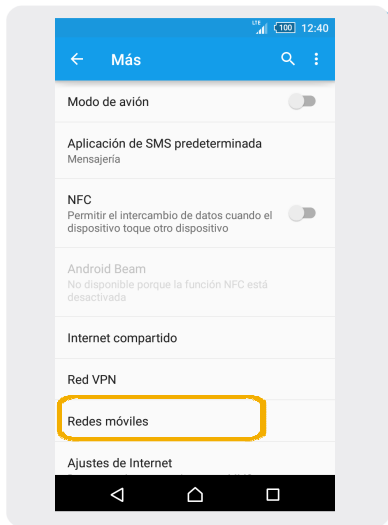 LTE 100 12:40
Más
Modo de avión
Aplicación de SMS predeterminada
Mensajería
NFC
Permitir el intercambio de datos cuando el
dispositivo toque otro dispositivo
Android Beam
No disponible porque la función NFC está
desactivada
Internet compartido
Red VPN
Redes móviles
Ajustes de Internet